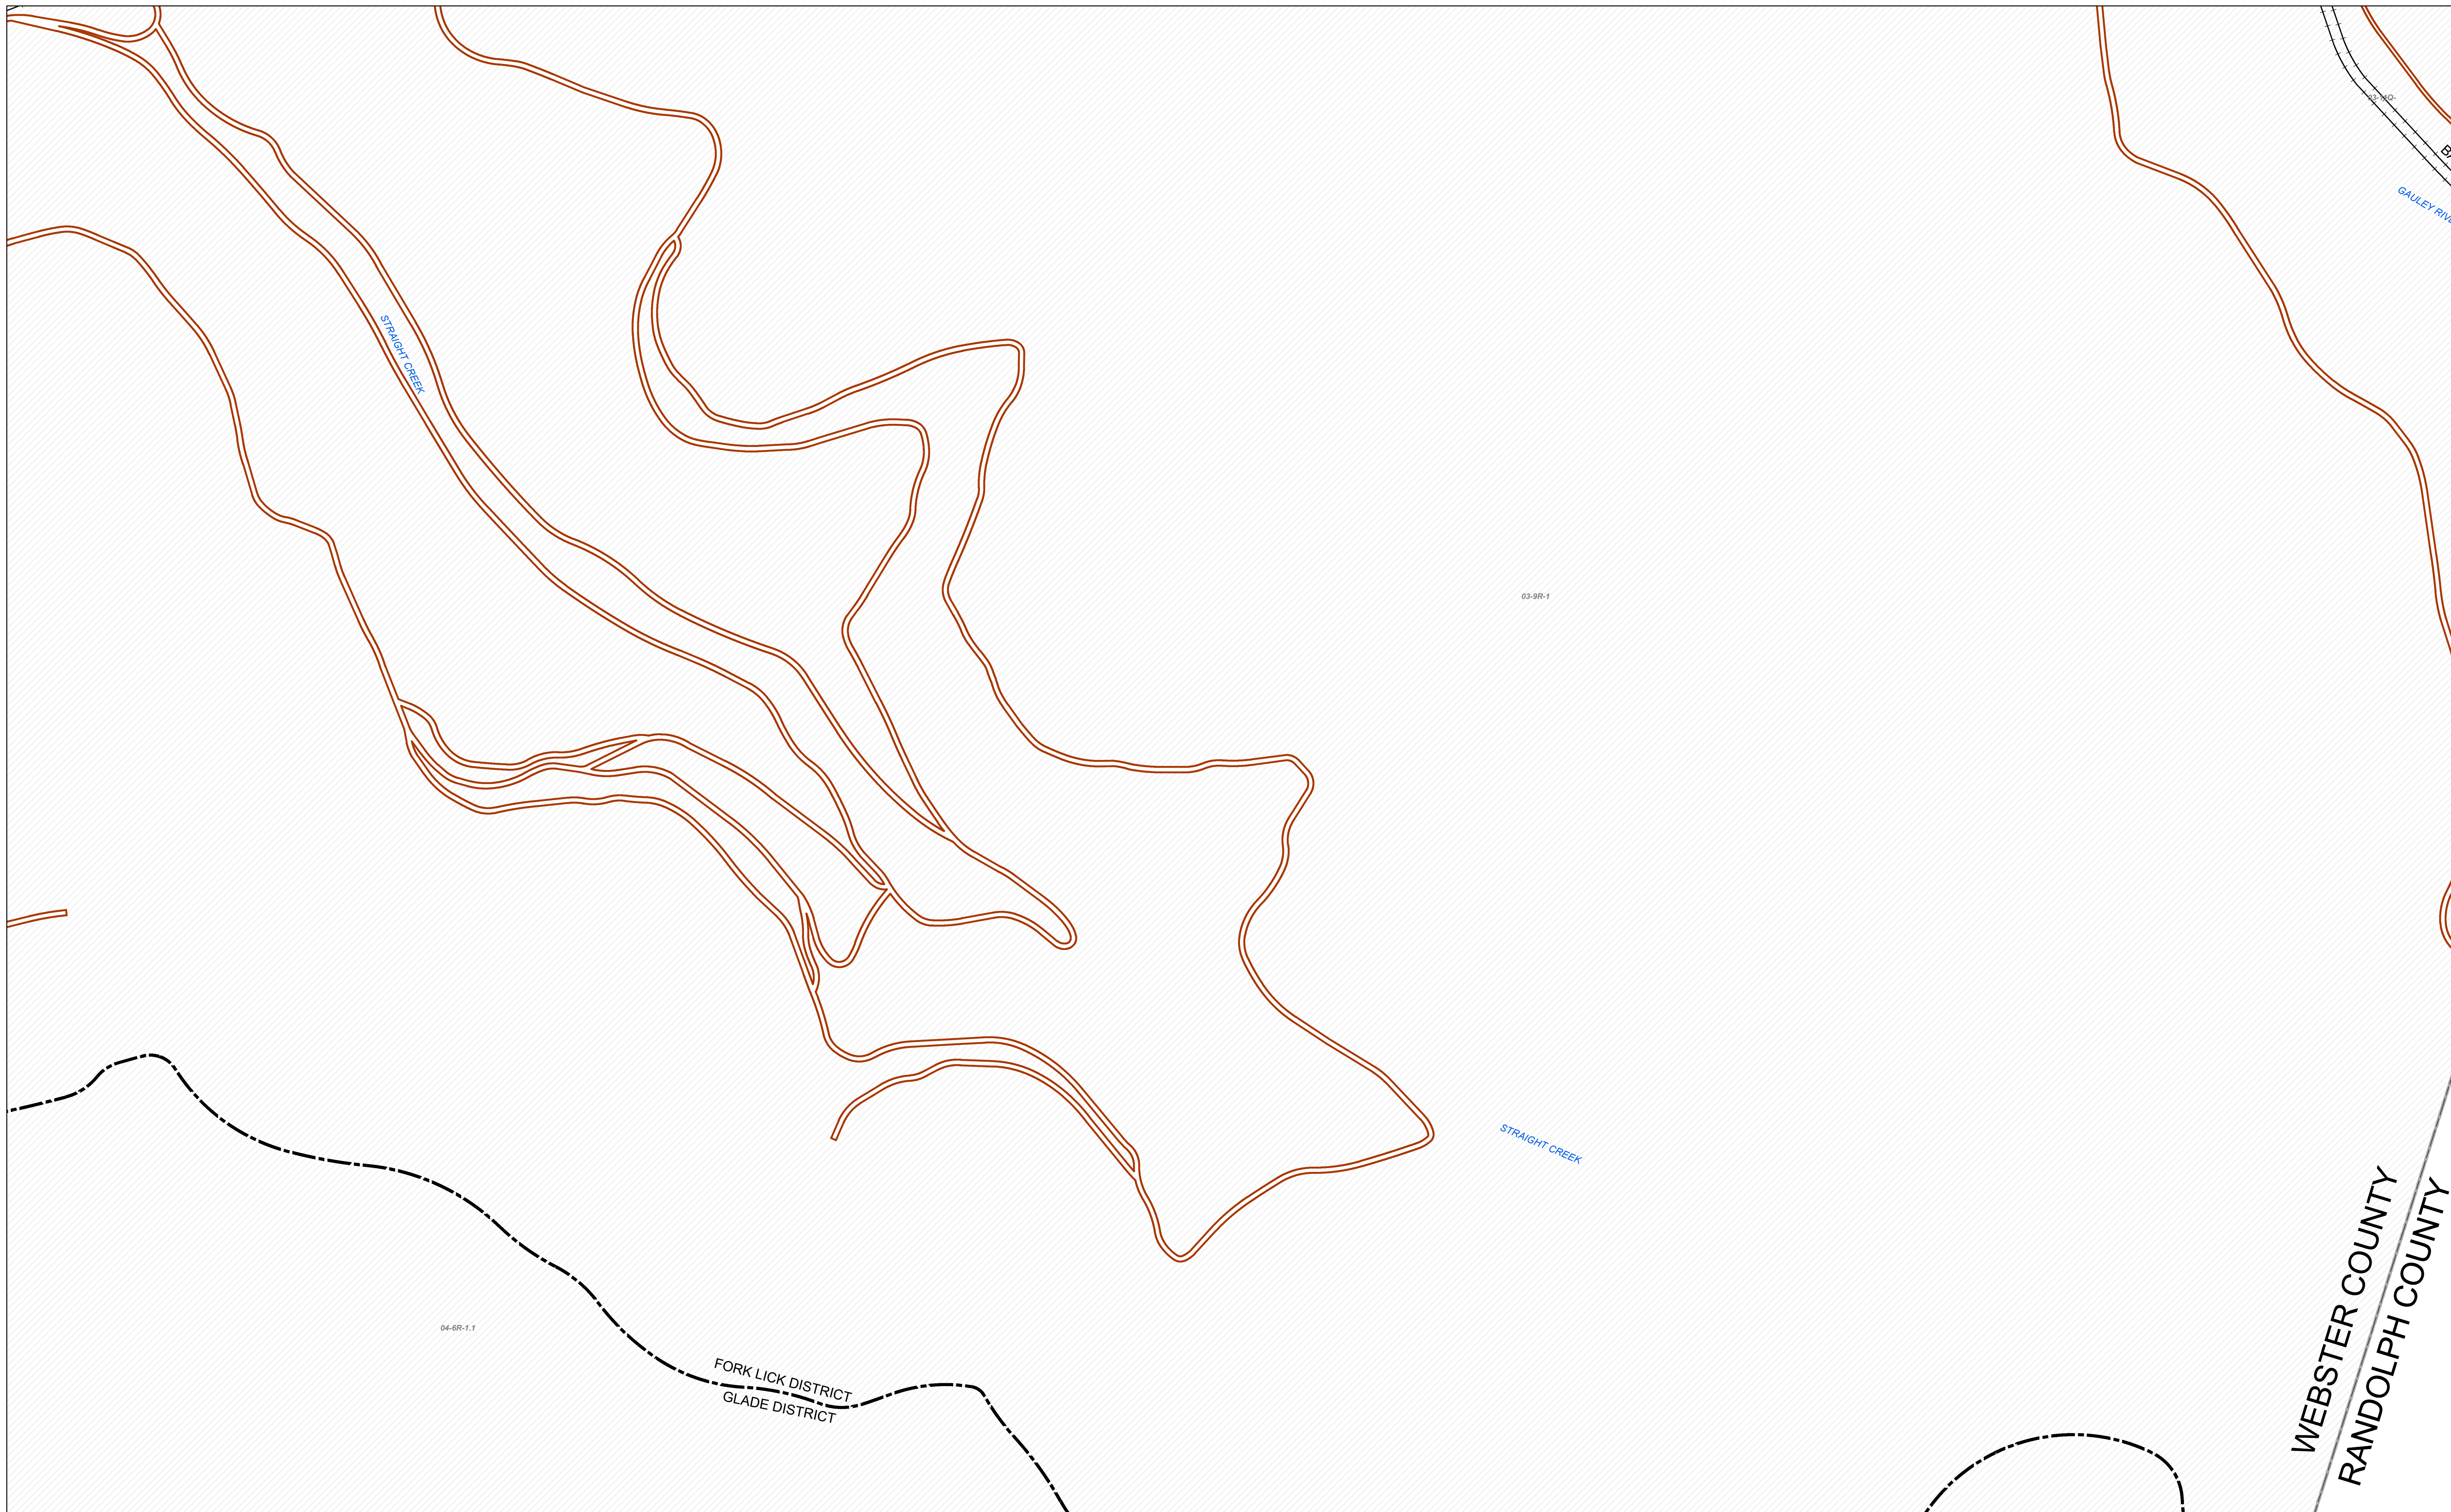 GAULEY
STRAIGHT CREEK
03-9R-1
STRAIGHT CREEK
WEBSTER COUNTY
RANDOLPH COUNTY
04-6R-1.1
FORK LICK DISTRICT
GLADE DISTRICT